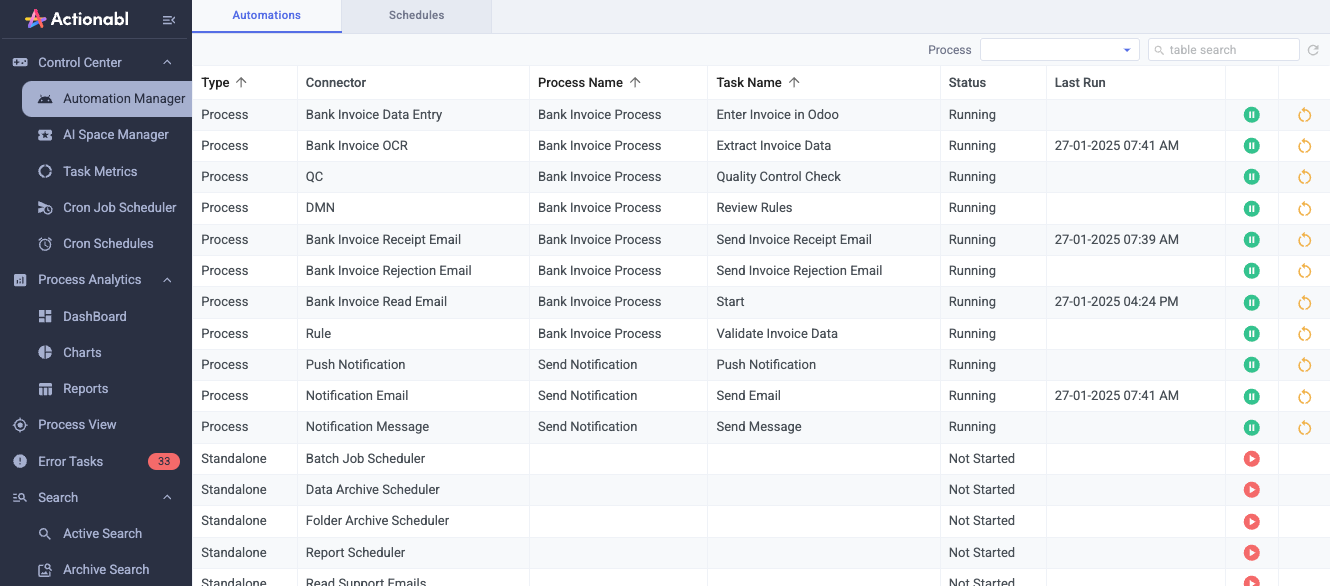 Actionabl
Control Center
Automation Manager
AI Space Manager
Task Metrics
Cron Job Scheduler
Cron Schedules
Process Analytics
DashBoard
Charts
Reports
Process View
Error Tasks 33
Search
Active Search
Archive Search
Automations Schedules
Process table search
Type Connector Process Name Task Name Status Last Run
Process Bank Invoice Data Entry Bank Invoice Process Enter Invoice in Odoo Running
Process Bank Invoice OCR Bank Invoice Process Extract Invoice Data Running 27-01-2025 07:41 AM
Process QC Bank Invoice Process Quality Control Check Running
Process DMN Bank Invoice Process Review Rules Running
Process Bank Invoice Receipt Email Bank Invoice Process Send Invoice Receipt Email Running 27-01-2025 07:39 AM
Process Bank Invoice Rejection Email Bank Invoice Process Send Invoice Rejection Email Running
Process Bank Invoice Read Email Bank Invoice Process Start Running 27-01-2025 04:24 PM
Process Rule Bank Invoice Process Validate Invoice Data Running
Process Push Notification Send Notification Push Notification Running
Process Notification Email Send Notification Send Email Running 27-01-2025 07:41 AM
Process Notification Message Send Notification Send Message Running
Standalone Batch Job Scheduler Not Started
Standalone Data Archive Scheduler Not Started
Standalone Folder Archive Scheduler Not Started
Standalone Report Scheduler Not Started
Standalone Read Support Emails Not Started